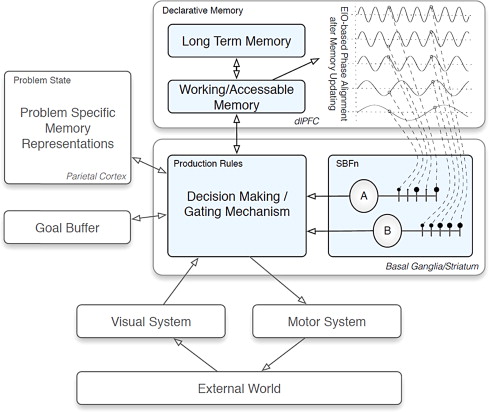 Declarative Memory
Long Term Memory
Working/Accessable
Memory
dlPFC
EIO-based Phase Alignment
after Memory Updating
Problem State
Problem Specific
Memory
Representations
Parietal Cortex
Goal Buffer
Production Rules
Decision Making /
Gating Mechanism
SBFn
A
B
Basal Ganglia/Striatum
Visual System
Motor System
External World